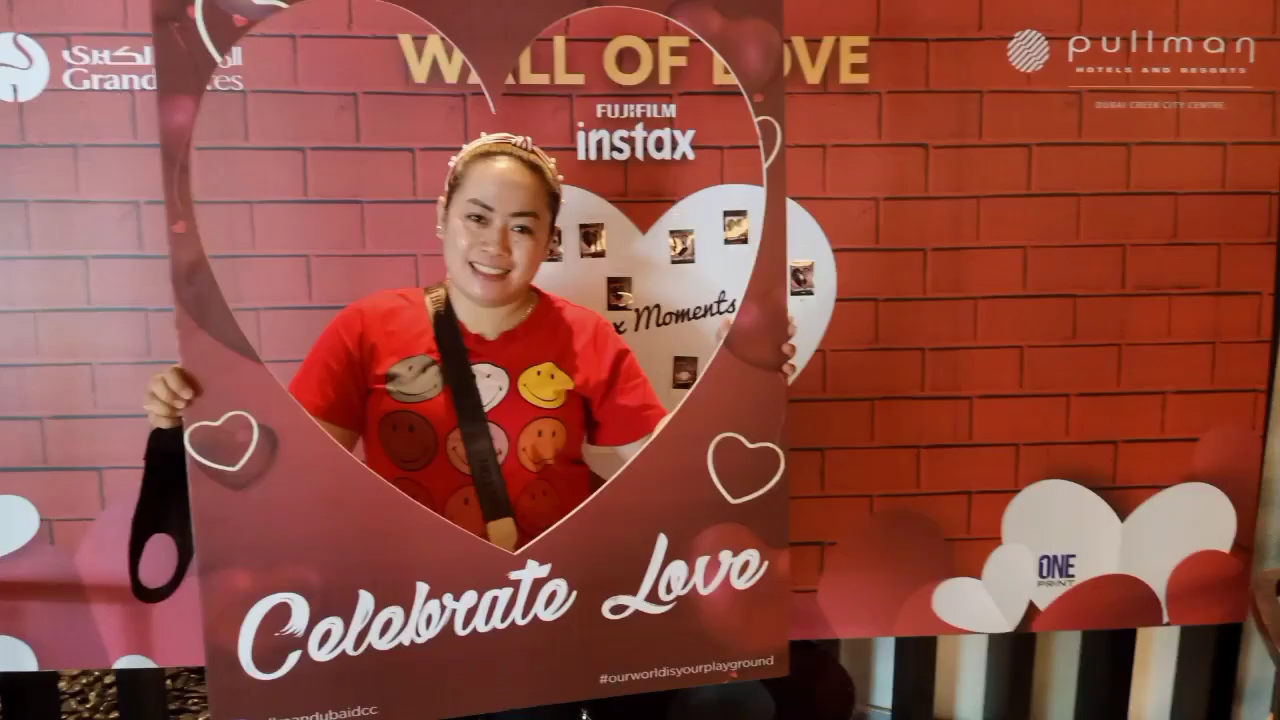 Grand
WALL OF LOVE
FUJIFILM
instax
pullman
HOTELS AND RESORTS
DUBAI CREEK CITY CENTRE
Moments
ONE
PRINT
Celebrate Love
#ourworldisyourplayground